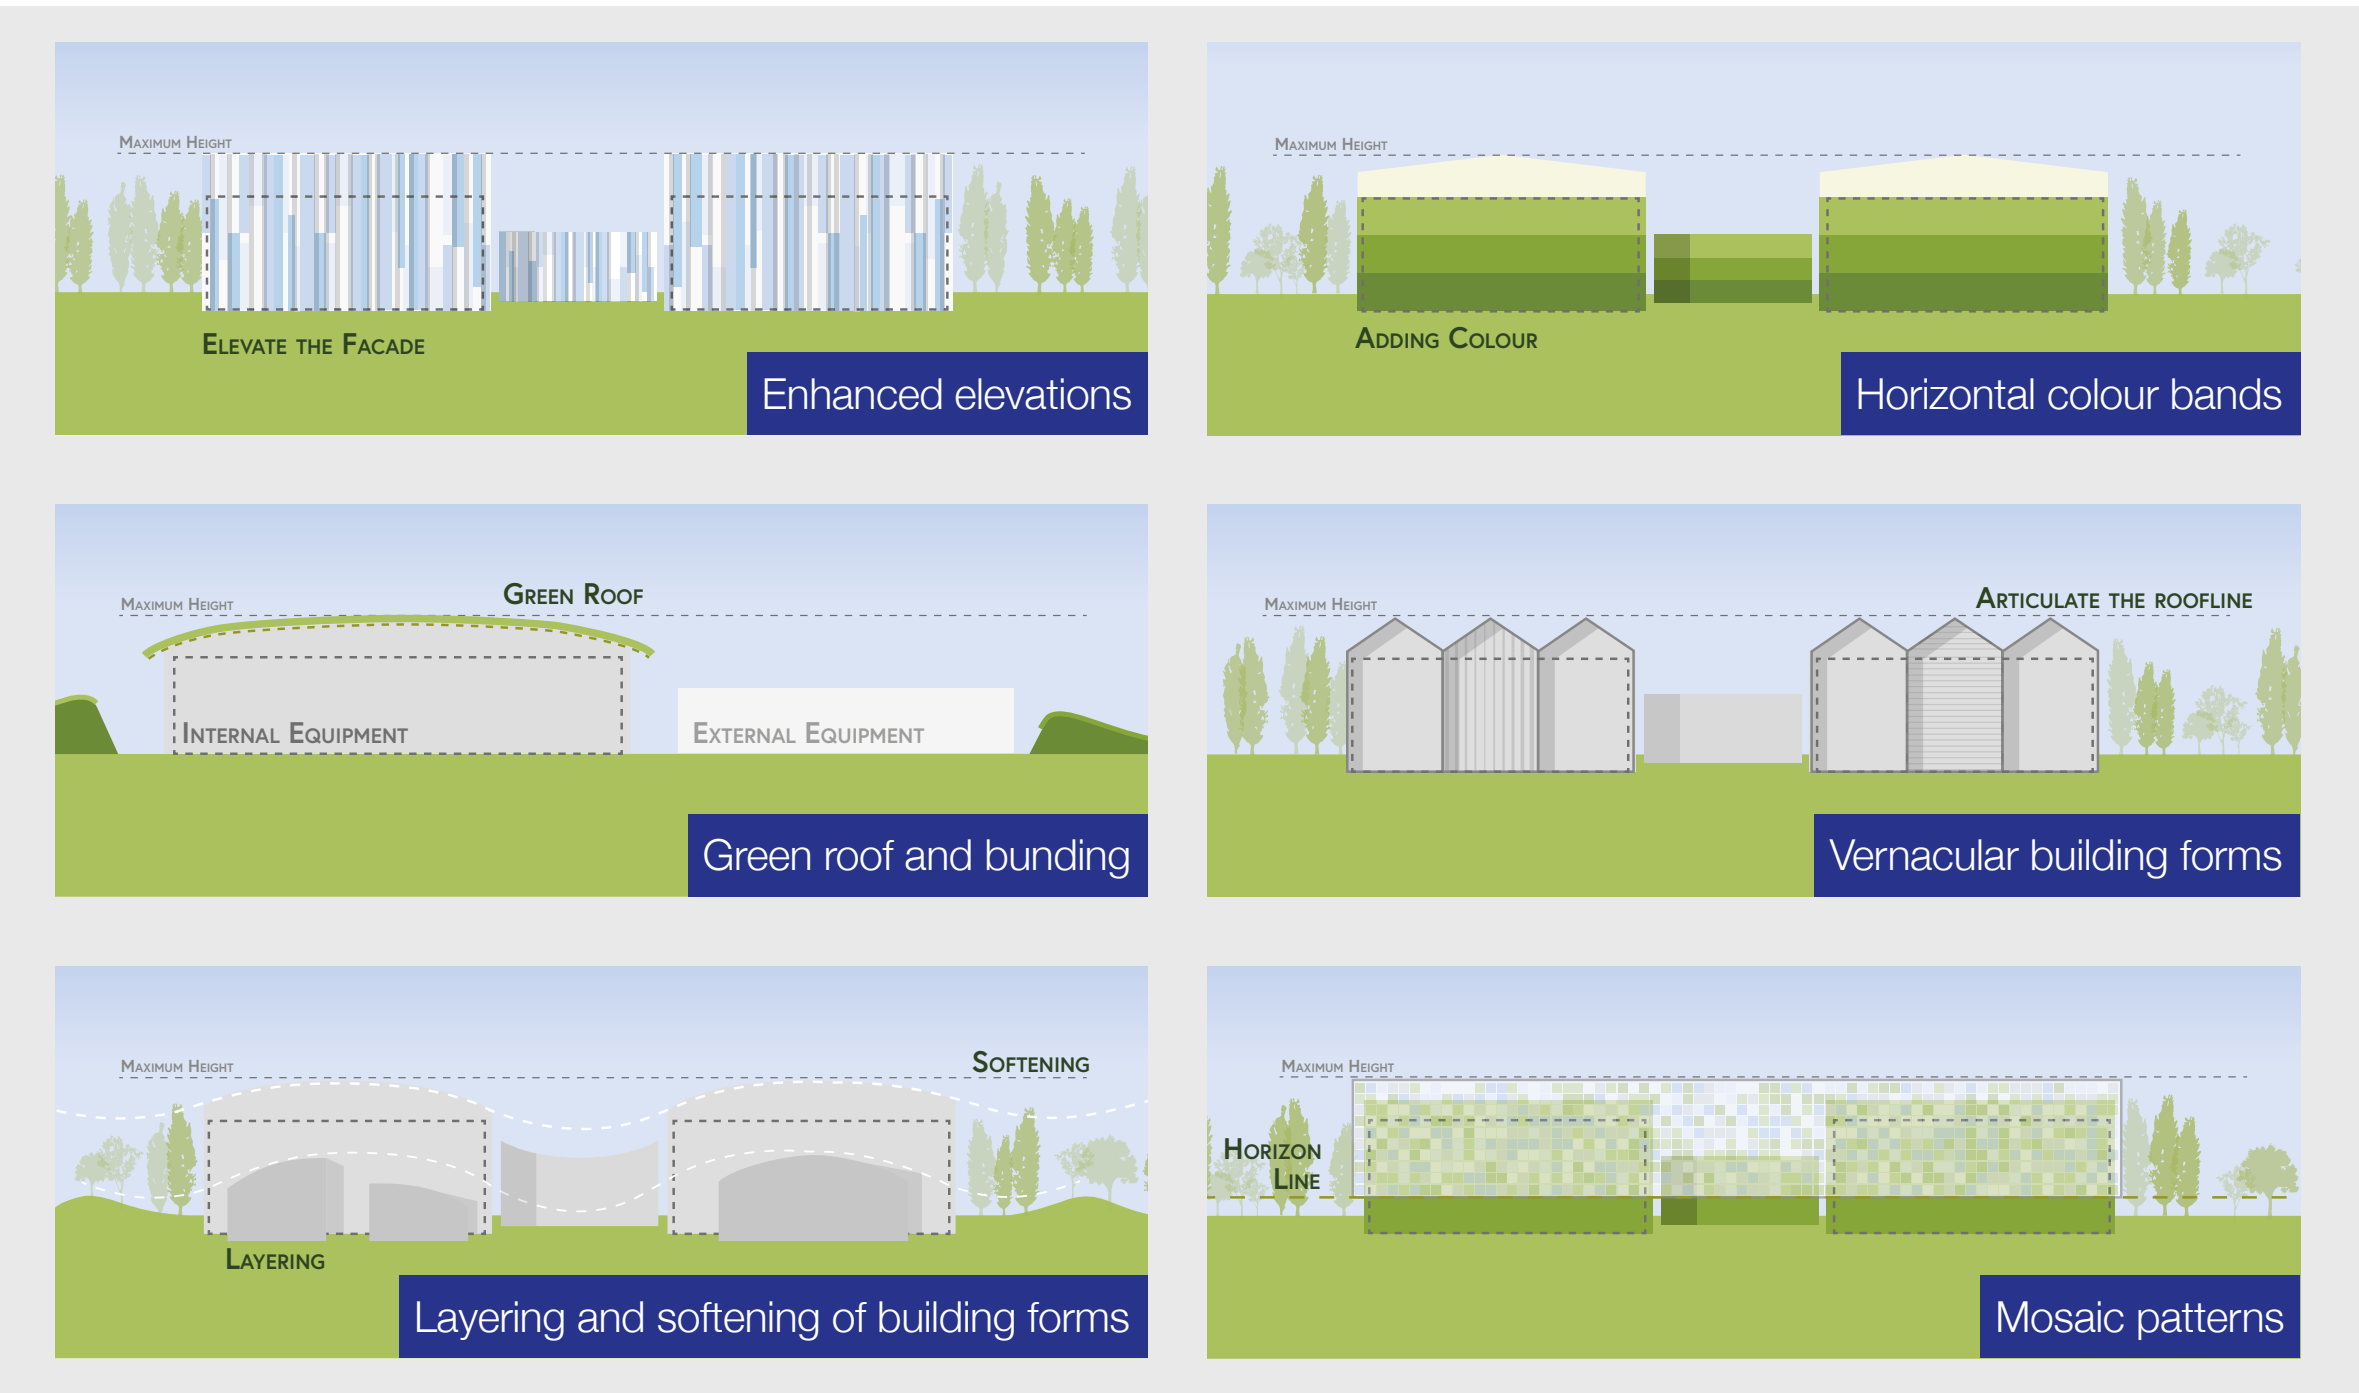 Maximum Height
Elevate the Facade
Enhanced elevations
Maximum Height
Adding Colour
Horizontal colour bands
Green Roof
Maximum Height
Internal Equipment
External Equipment
Green roof and bunding
Articulate the roofline
Maximum Height
Vernacular building forms
Softening
Maximum Height
Layering
Layering and softening of building forms
Maximum Height
Horizon
Line
Mosaic patterns